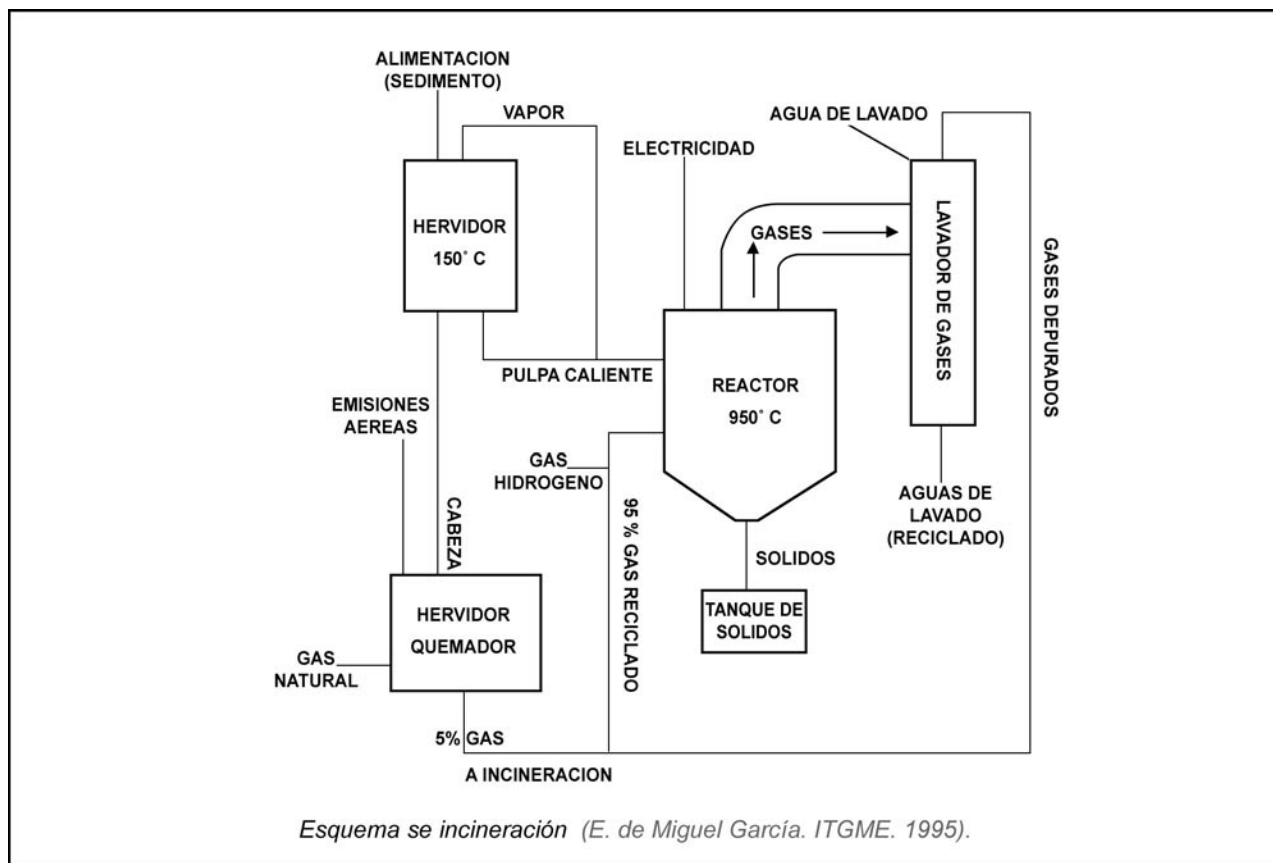 ALIMENTACION
(SEDIMENTO)
VAPOR
AGUA DE LAVADO
ELECTRICIDAD
HERVIDOR
150° C
GASES
LAVADOR DE GASES
GASES DEPURADOS
PULPA CALIENTE
REACTOR
950° C
EMISIONES
AEREAS
GAS
HIDROGENO
CABEZA
95 % GAS RECICLADO
AGUAS DE
LAVADO
(RECICLADO)
SOLIDOS
TANQUE DE
SOLIDOS
HERVIDOR
QUEMADOR
GAS
NATURAL
5% GAS
A INCINERACION
Esquema se incineración (E. de Miguel García. ITGME. 1995).